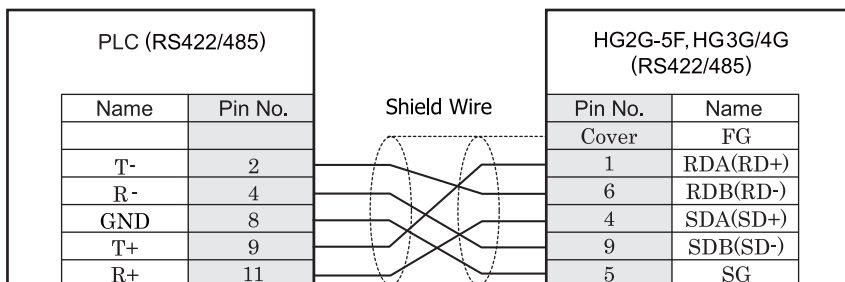 PLC (RS422/485)
HG2G-5F, HG3G/4G
(RS422/485)
Shield Wire
Name Pin No.
T- 2
R- 4
GND 8
T+ 9
R+ 11
Pin No. Name
Cover FG
1 RDA(RD+)
6 RDB(RD-)
4 SDA(SD+)
9 SDB(SD-)
5 SG